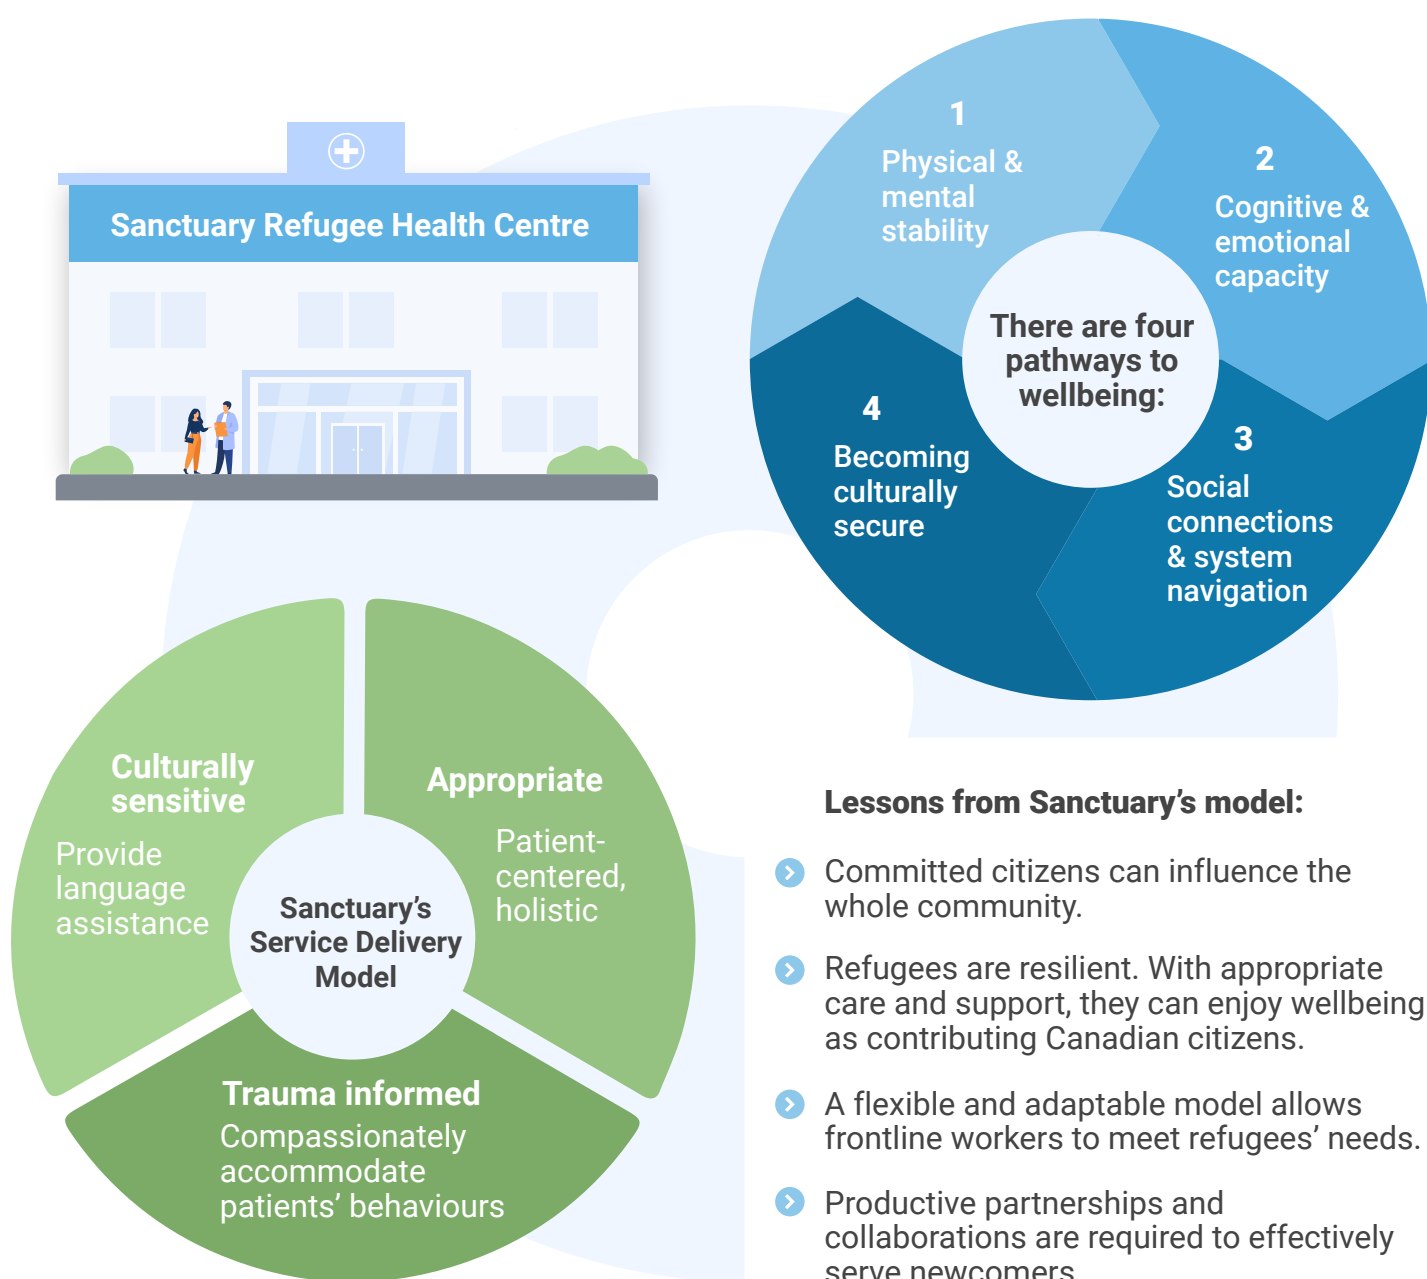 Sanctuary Refugee Health Centre
There are four
pathways to
wellbeing:
1
Physical &
mental
stability
2
Cognitive &
emotional
capacity
3
Social
connections
& system
navigation
4
Becoming
culturally
secure
Sanctuary’s
Service Delivery
Model
Culturally
sensitive
Provide
language
assistance
Appropriate
Patient-
centered,
holistic
Trauma informed
Compassionately
accommodate
patients’ behaviours
Lessons from Sanctuary’s model:
Committed citizens can influence the
whole community.
Refugees are resilient. With appropriate
care and support, they can enjoy wellbeing
as contributing Canadian citizens.
A flexible and adaptable model allows
frontline workers to meet refugees’ needs.
Productive partnerships and
collaborations are required to effectively
serve newcomers